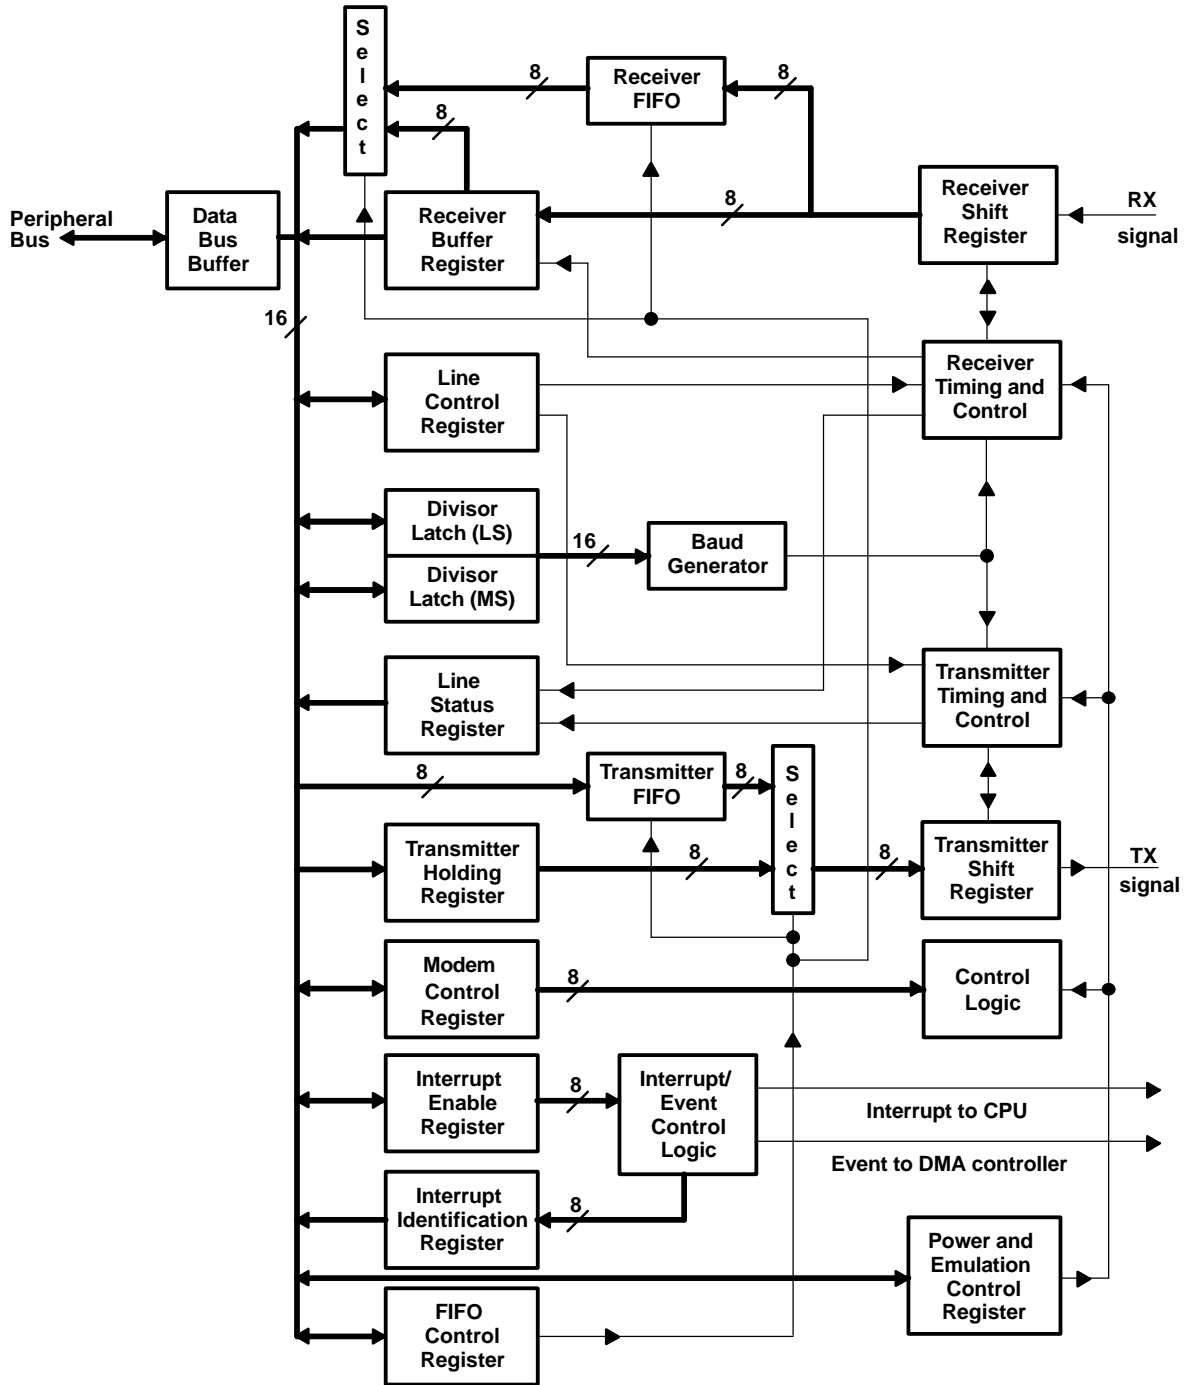 S
e
l
e
c
t
8
Receiver
FIFO
8
8
Peripheral
Bus
Data
Bus
Buffer
Receiver
Buffer
Register
8
Receiver
Shift
Register
RX
signal
16
Line
Control
Register
Receiver
Timing and
Control
Divisor
Latch (LS)
Divisor
Latch (MS)
16
Baud
Generator
Line
Status
Register
Transmitter
Timing and
Control
8
Transmitter
FIFO
8
S
e
l
e
c
t
Transmitter
Holding
Register
8
8
Transmitter
Shift
Register
TX
signal
Modem
Control
Register
8
Control
Logic
Interrupt
Enable
Register
8
Interrupt/
Event
Control
Logic
Interrupt to CPU
Event to DMA controller
Interrupt
Identification
Register
8
Power and
Emulation
Control
Register
FIFO
Control
Register